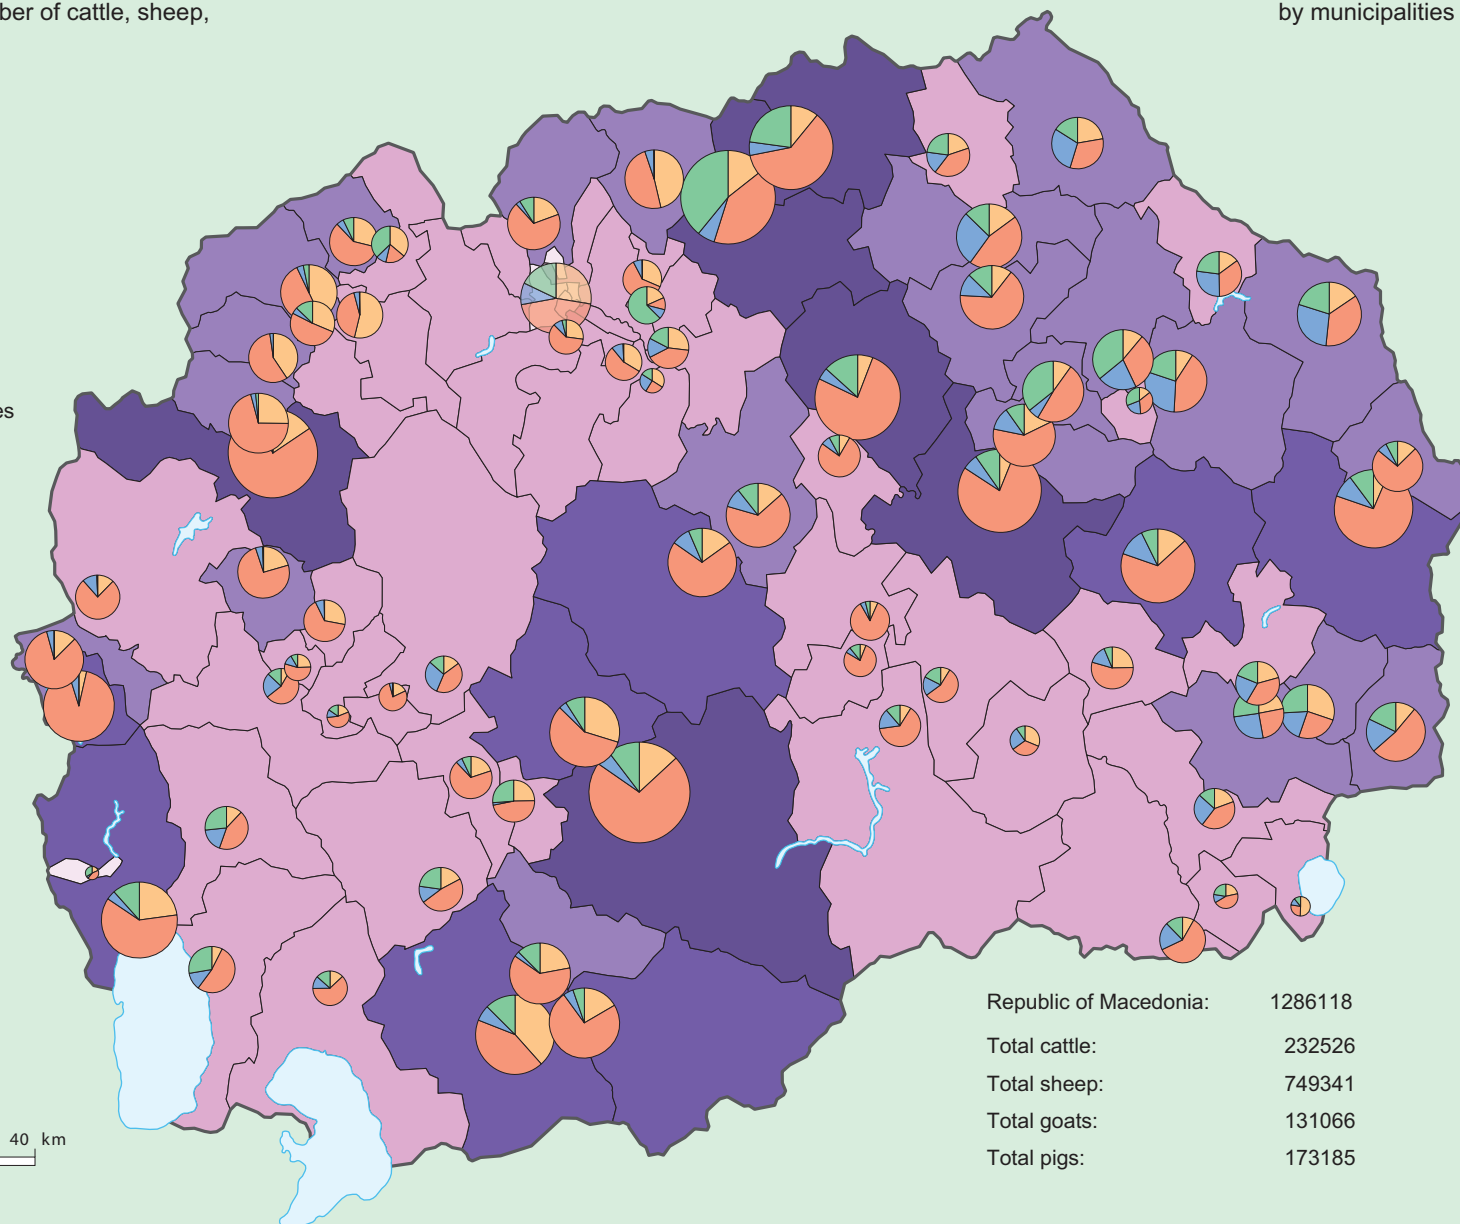 ber of cattle, sheep,
by municipalities
es
40 km
Republic of Macedonia: 1286118
Total cattle: 232526
Total sheep: 749341
Total goats: 131066
Total pigs: 173185